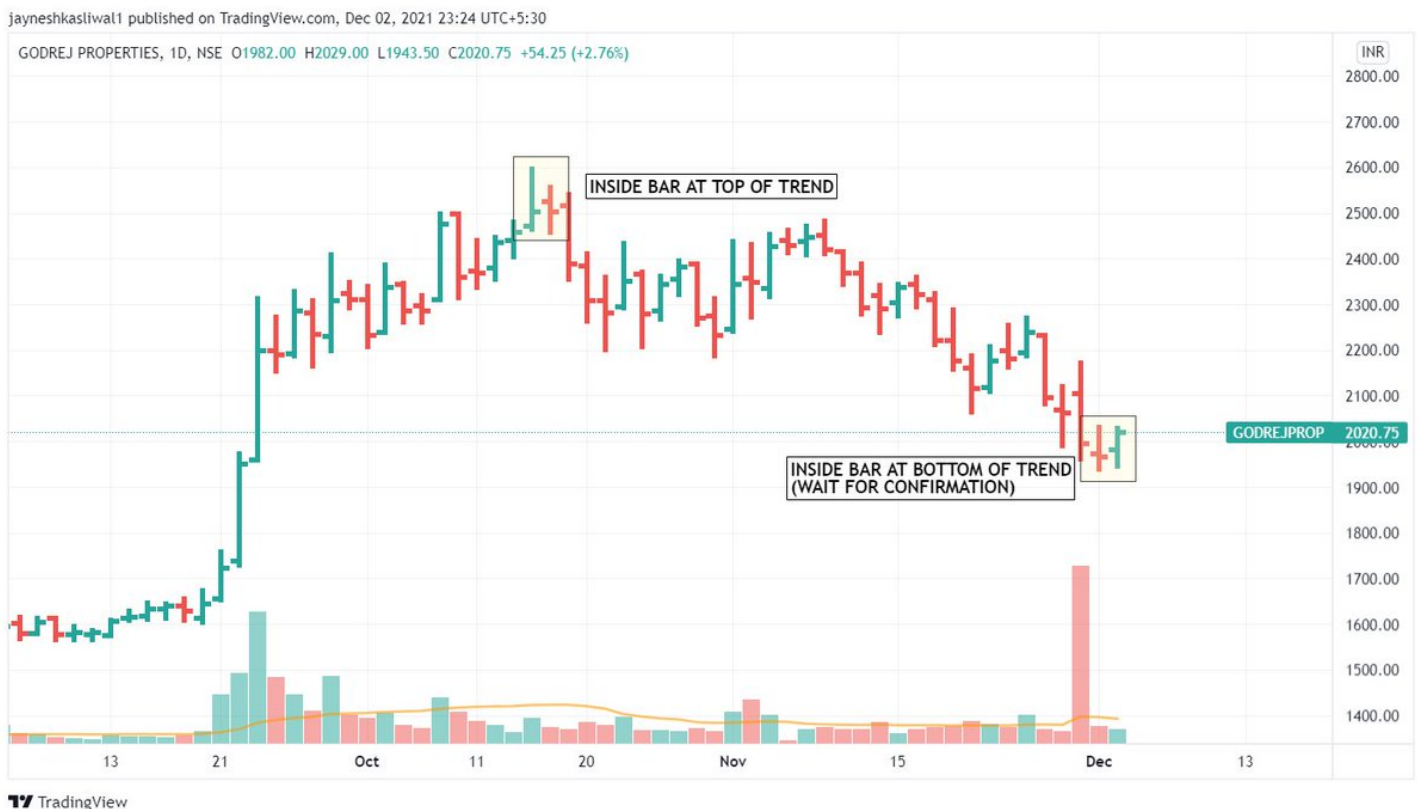 jayneshkasliwal1 published on TradingView.com, Dec 02, 2021 23:24 UTC+5:30
GODREJ PROPERTIES, 1D, NSE O1982.00 H2029.00 L1943.50 C2020.75 +54.25 (+2.76%)
INR
2800.00
2700.00
2600.00
INSIDE BAR AT TOP OF TREND
2500.00
2400.00
2300.00
2200.00
2100.00
GODREJPROP 2020.75
INSIDE BAR AT BOTTOM OF TREND
(WAIT FOR CONFIRMATION)
1900.00
1800.00
1700.00
1600.00
1500.00
1400.00
13 21 Oct 11 20 Nov 15 Dec 13
TradingView